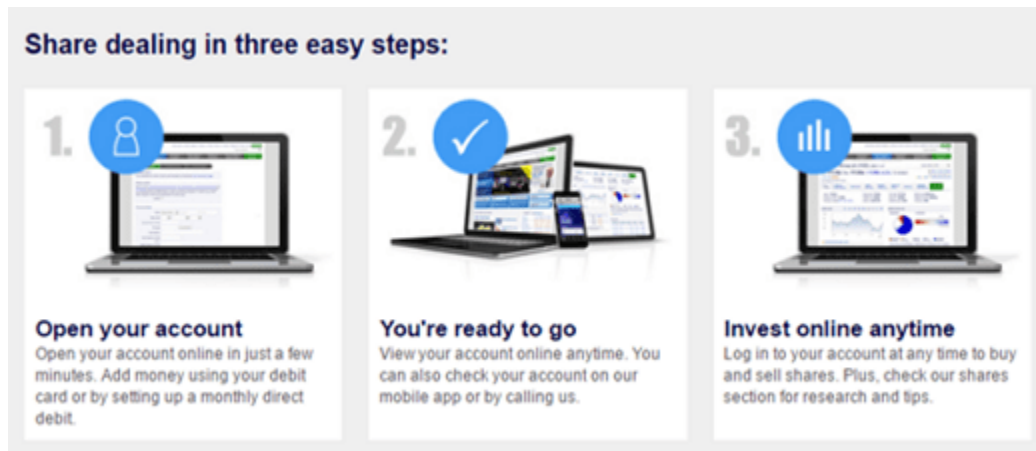 Share dealing in three easy steps:
1.
2.
3.
Open your account
Open your account online in just a few
minutes. Add money using your debit
card or by setting up a monthly direct
debit.
You're ready to go
View your account online anytime. You
can also check your account on our
mobile app or by calling us.
Invest online anytime
Log in to your account at any time to buy
and sell shares. Plus, check our shares
section for research and tips.